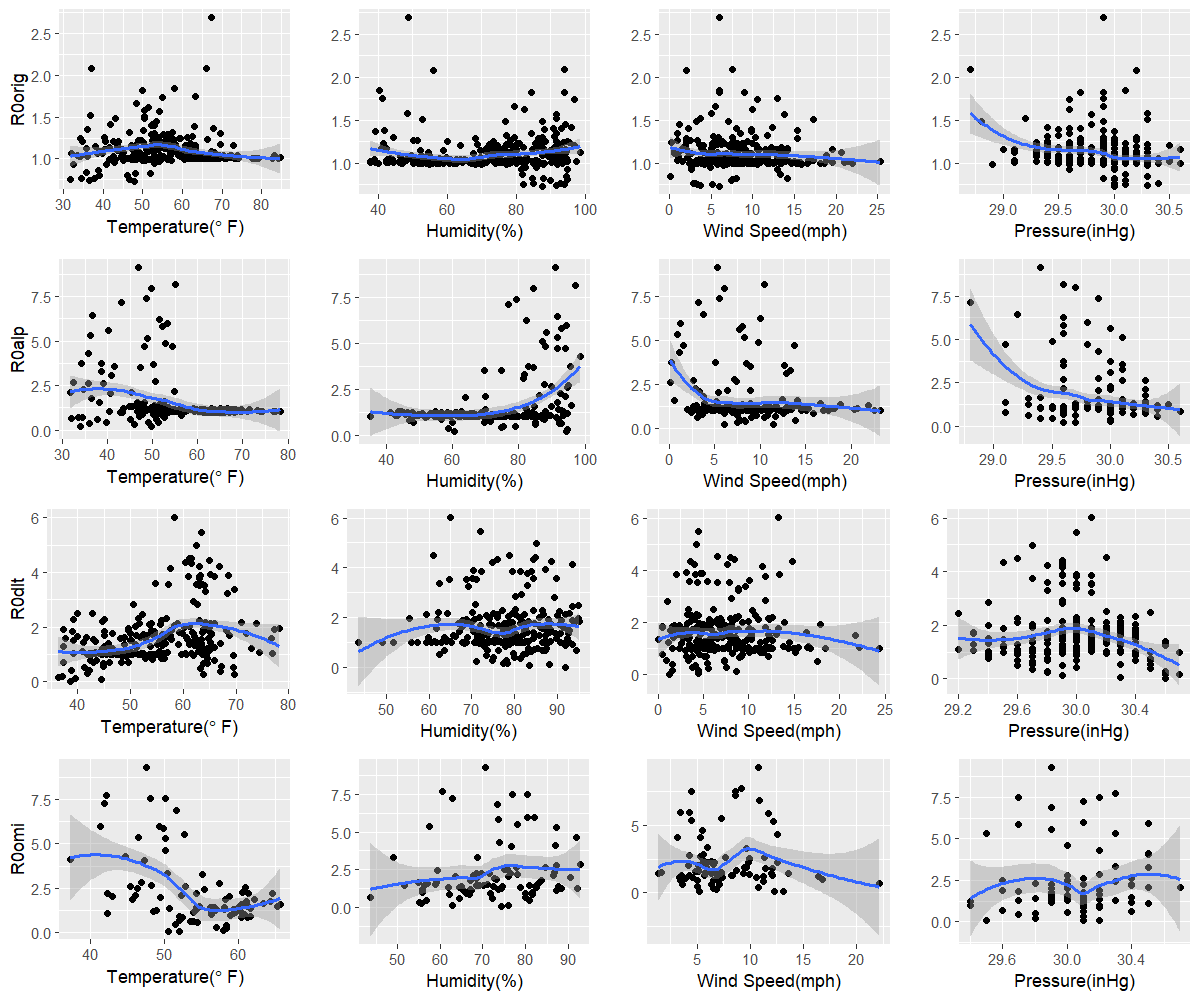 R0orig
2.5 2.0 1.5 1.0
30 40 50 60 70 80
Temperature(° F)
2.5 2.0 1.5 1.0
40 60 80 100
Humidity(%)
2.5 2.0 1.5 1.0
0 5 10 15 20 25
Wind Speed(mph)
2.5 2.0 1.5 1.0
29.0 29.5 30.0 30.5
Pressure(inHg)
R0alp
7.5 5.0 2.5 0.0
30 40 50 60 70 80
Temperature(° F)
7.5 5.0 2.5 0.0
40 60 80 100
Humidity(%)
7.5 5.0 2.5 0.0
0 5 10 15 20
Wind Speed(mph)
7.5 5.0 2.5 0.0
29.0 29.5 30.0 30.5
Pressure(inHg)
R0dlt
6 4 2 0
40 50 60 70 80
Temperature(° F)
6 4 2 0
50 60 70 80 90
Humidity(%)
6 4 2 0
0 5 10 15 20 25
Wind Speed(mph)
6 4 2 0
29.2 29.6 30.0 30.4
Pressure(inHg)
R0omi
7.5 5.0 2.5 0.0
40 50 60
Temperature(° F)
7.5 5.0 2.5 0.0
50 60 70 80 90
Humidity(%)
5 0
5 10 15 20
Wind Speed(mph)
7.5 5.0 2.5 0.0
29.6 30.0 30.4
Pressure(inHg)